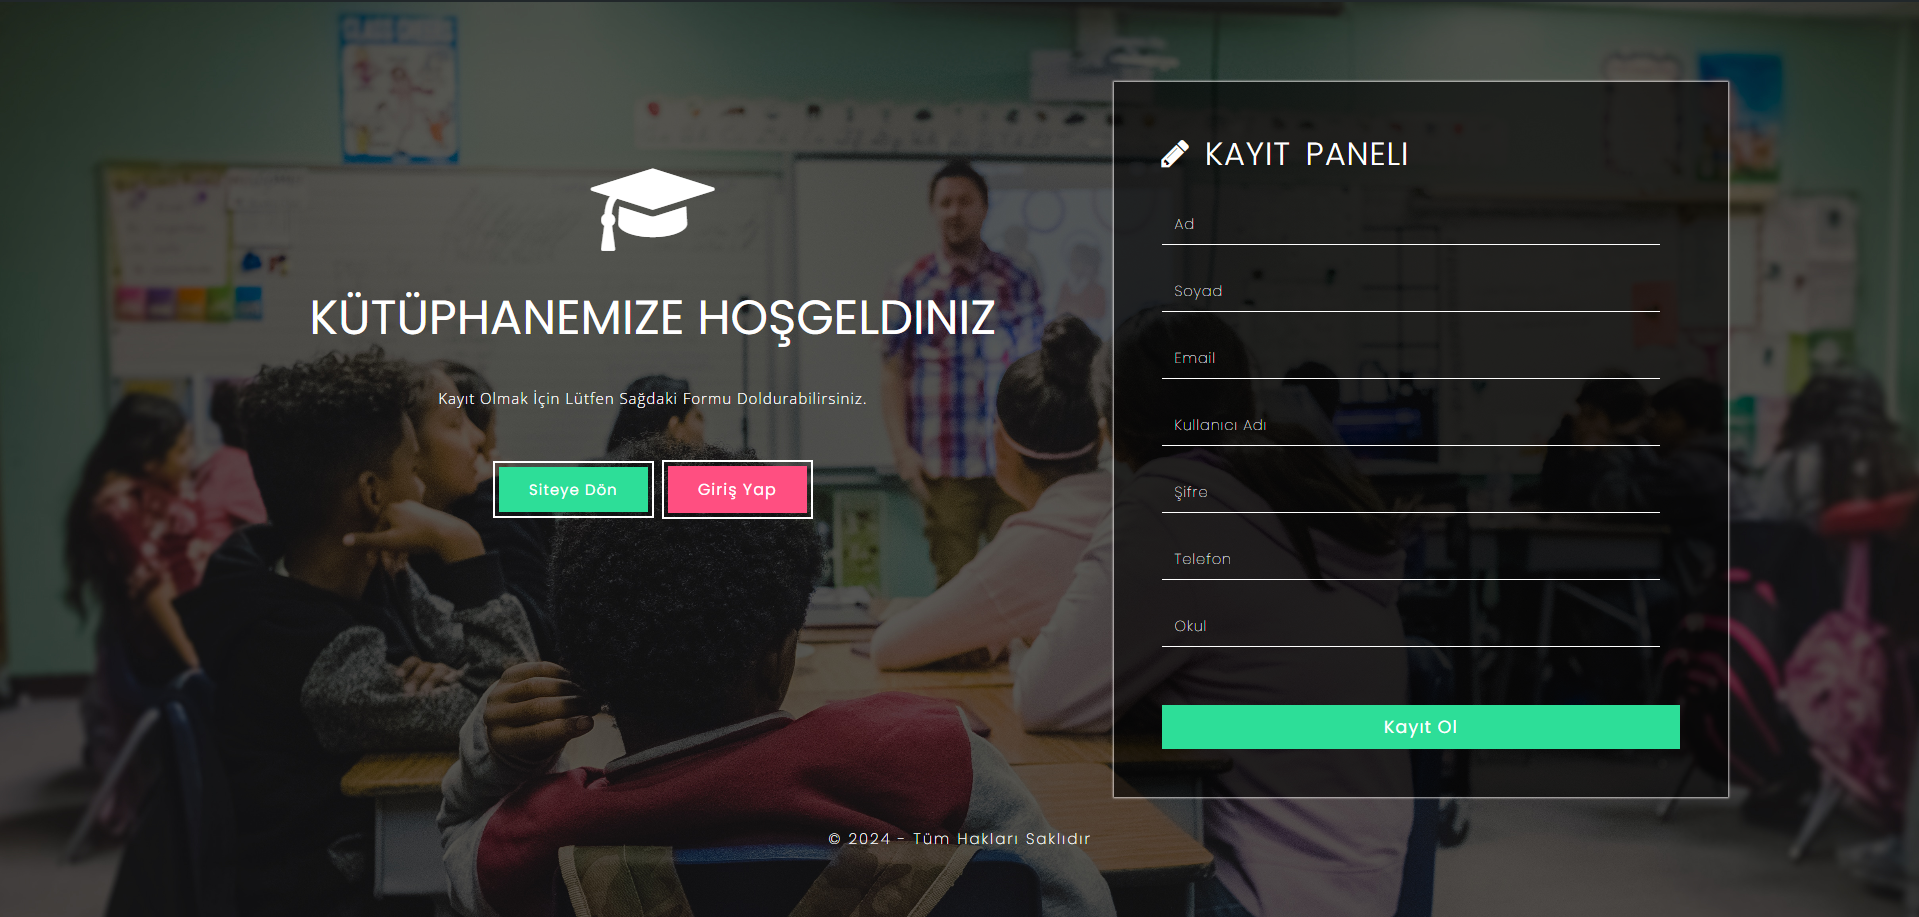 KÜTÜPHANEMIZE HOŞGELDINIZ
Kayıt Olmak İçin Lütfen Sağdaki Formu Doldurabilirsiniz.
Siteye Dön
Giriş Yap
KAYIT PANELI
Ad
Soyad
Email
Kullanıcı Adı
Şifre
Telefon
Okul
Kayıt Ol
© 2024 - Tüm Hakları Saklıdır